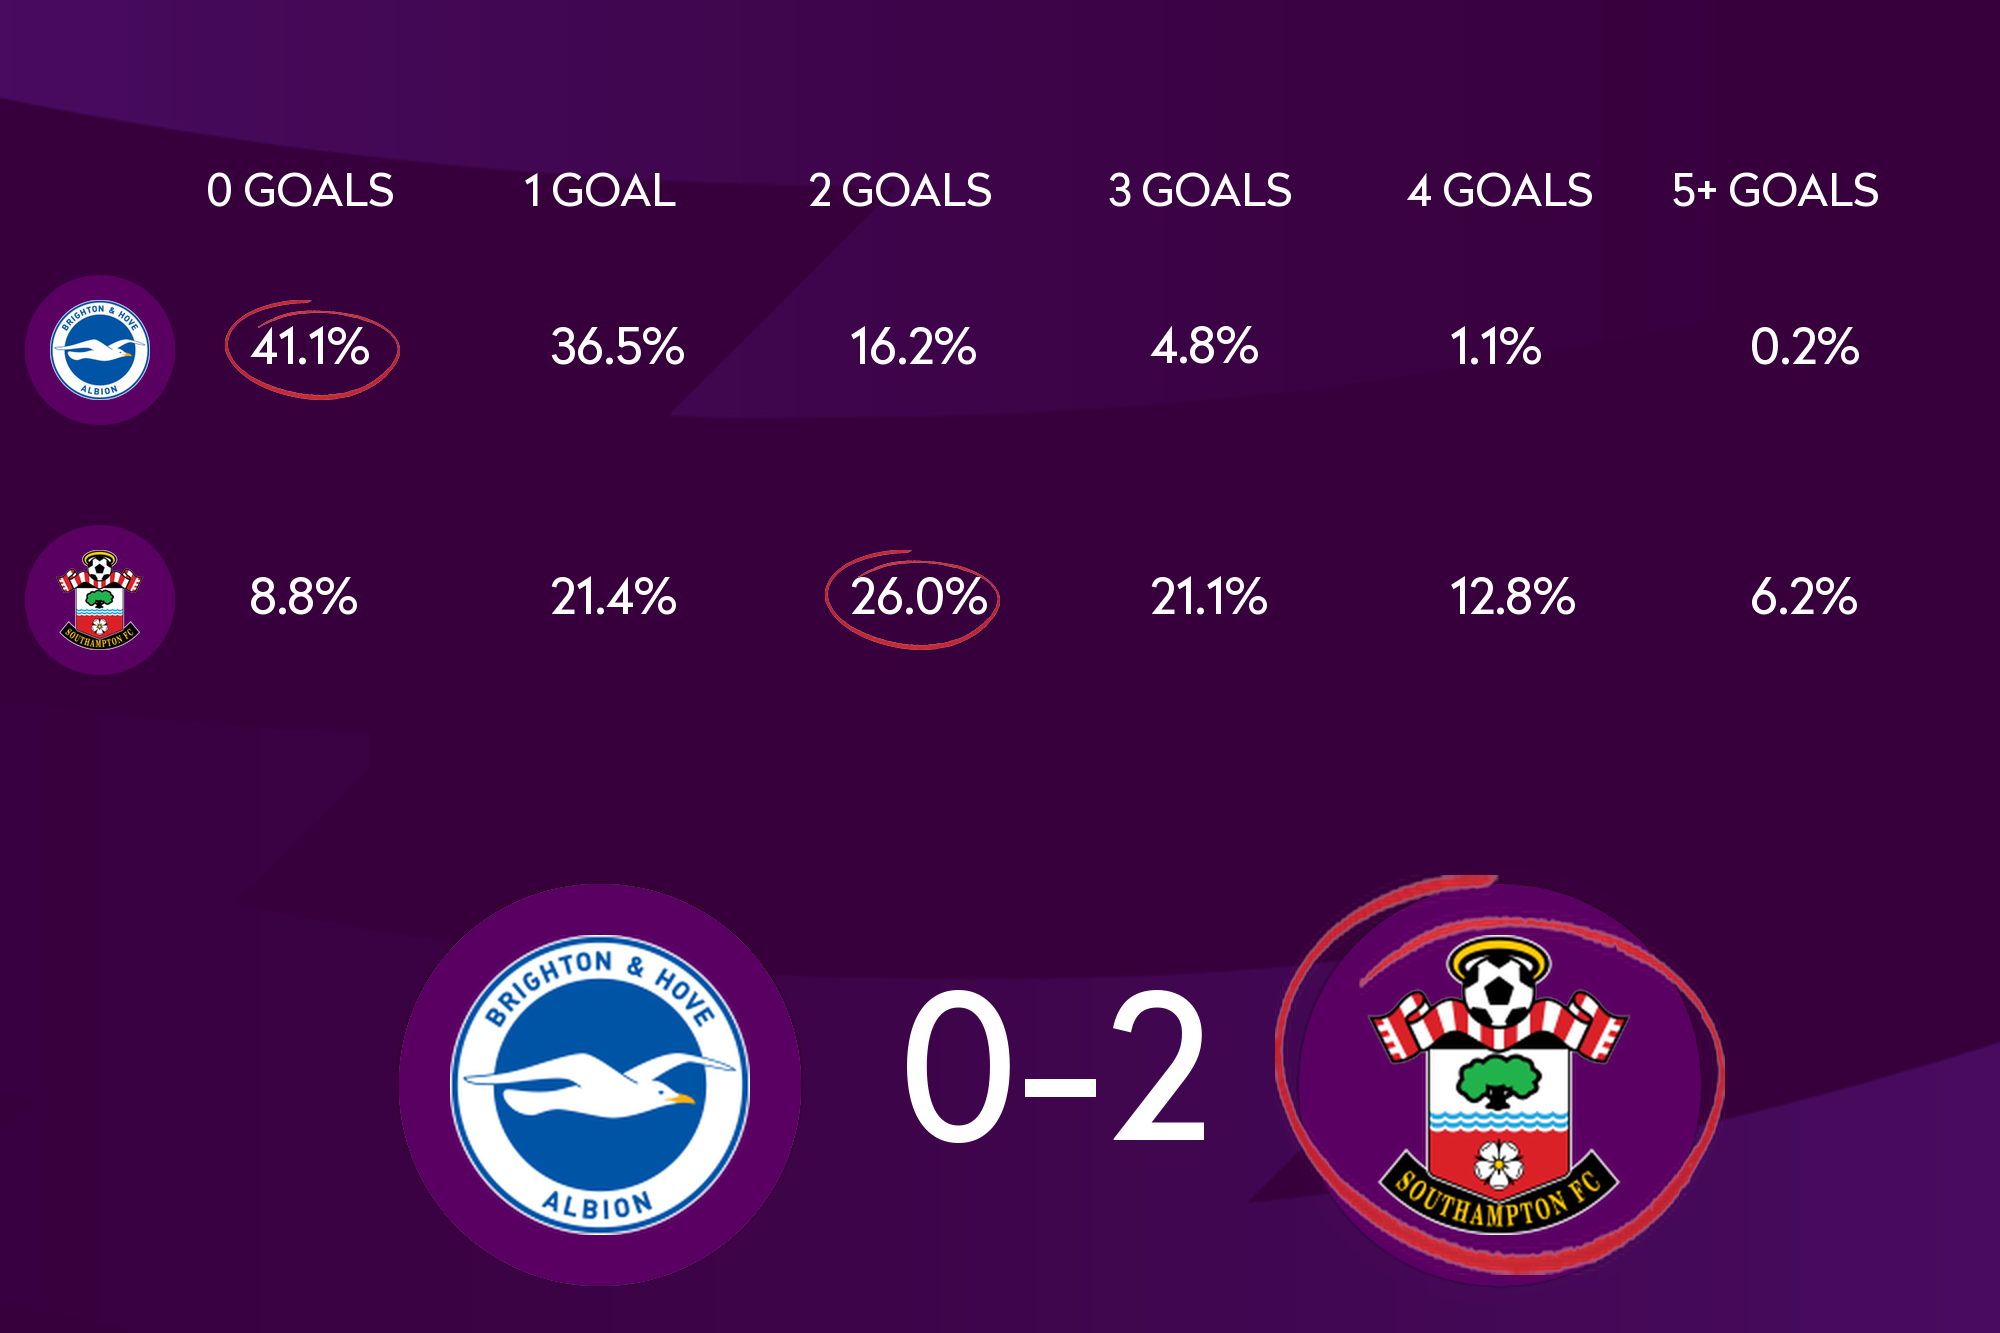 0 GOALS 1 GOAL 2 GOALS 3 GOALS 4 GOALS 5+ GOALS
BRIGHTON & HOVE
ALBION
41.1% 36.5% 16.2% 4.8% 1.1% 0.2%
SOUTHAMPTON FC
8.8% 21.4% 26.0% 21.1% 12.8% 6.2%
BRIGHTON & HOVE
ALBION
0-2
SOUTHAMPTON FC